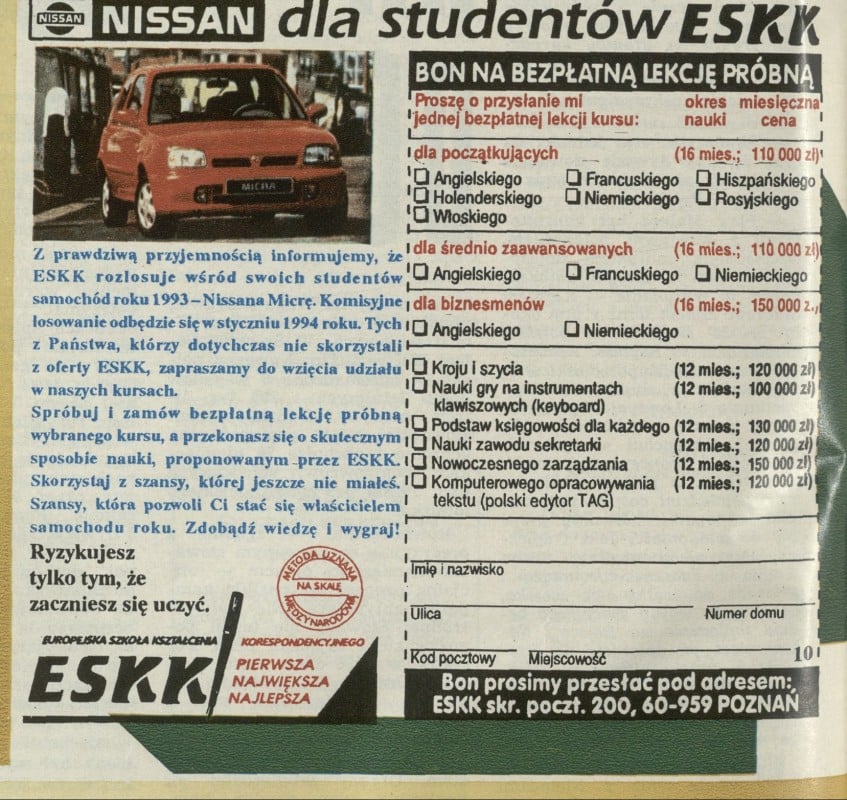 NISSAN NISSAN dla studentów ESKK
MICRA
Z prawdziwą przyjemnością informujemy, że
ESKK rozlosuje wśród swoich studentów
samochód roku 1993 – Nissana Micrę. Komisyjne
losowanie odbędzie się w styczniu 1994 roku. Tych
z Państwa, którzy dotychczas nie skorzystali
z oferty ESKK, zapraszamy do wzięcia udziału
w naszych kursach.
Spróbuj i zamów bezpłatną lekcję próbną
wybranego kursu, a przekonasz się o skutecznym
sposobie nauki, proponowanym przez ESKK.
Skorzystaj z szansy, której jeszcze nie miałeś.
Szansy, która pozwoli Ci stać się właścicielem
samochodu roku. Zdobądź wiedzę i wygraj!
Ryzykujesz
tylko tym, że
zaczniesz się uczyć.
METODA UZNANA
NA SKALĘ
MIĘDZYNARODOWĄ
EUROPEJSKA SZKOŁA KSZTAŁCENIA KORESPONDENCYJNEGO
ESKK
PIERWSZA
NAJWIĘKSZA
NAJLEPSZA
BON NA BEZPŁATNĄ LEKCJĘ PRÓBNĄ
Proszę o przysłanie mi okres miesięczna
jednej bezpłatnej lekcji kursu: nauki cena
dla początkujących (16 mies.; 110 000 zł)
Angielskiego Francuskiego Hiszpańskiego
Holenderskiego Niemieckiego Rosyjskiego
Włoskiego
dla średnio zaawansowanych (16 mies.; 110 000 zł)
Angielskiego Francuskiego Niemieckiego
dla biznesmenów (16 mies.; 150 000 z
Angielskiego Niemieckiego
Kroju i szycia (12 mies.; 120 000 zł)
Nauki gry na instrumentach (12 mies.; 100 000 zł)
klawiszowych (keyboard)
Podstaw księgowości dla każdego (12 mies.; 130 000 zł)
Nauki zawodu sekretarki (12 mies.; 120 000 zł)
Nowoczesnego zarządzania (12 mies.; 150 000 zł)
Komputerowego opracowywania (12 mies.; 120 000 zł)
tekstu (polski edytor TAG)
Imię i nazwisko
Ulica Numer domu
Kod pocztowy Miejscowość 10
Bon prosimy przesłać pod adresem:
ESKK skr. poczt. 200, 60-959 POZNAŃ